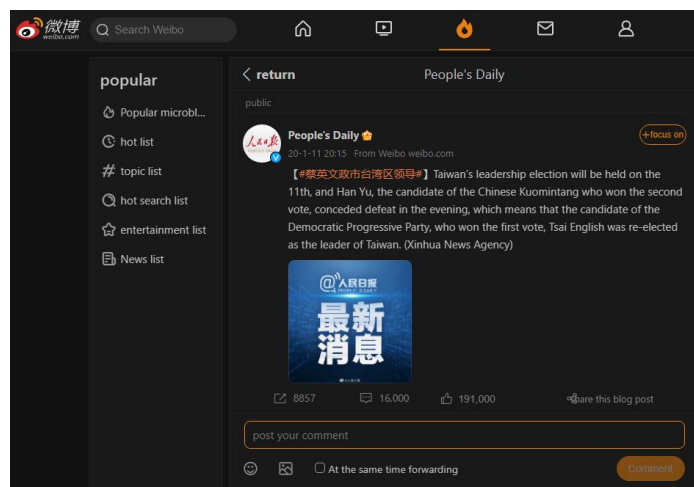 微博
weibo.com
Search Weibo
popular
Popular microbl...
hot list
topic list
hot search list
entertainment list
News list
return
People's Daily
public
人民日报
People's Daily
+focus on
20-1-11 20:15 From Weibo weibo.com
【#蔡英文政市台湾区领导#】Taiwan's leadership election will be held on the
11th, and Han Yu, the candidate of the Chinese Kuomintang who won the second
vote, conceded defeat in the evening, which means that the candidate of the
Democratic Progressive Party, who won the first vote, Tsai English was re-elected
as the leader of Taiwan. (Xinhua News Agency)
@人民日报
PEOPLE'S DAILY
最新
消息
8857
16,000
191,000
share this blog post
post your comment
At the same time forwarding
Comment